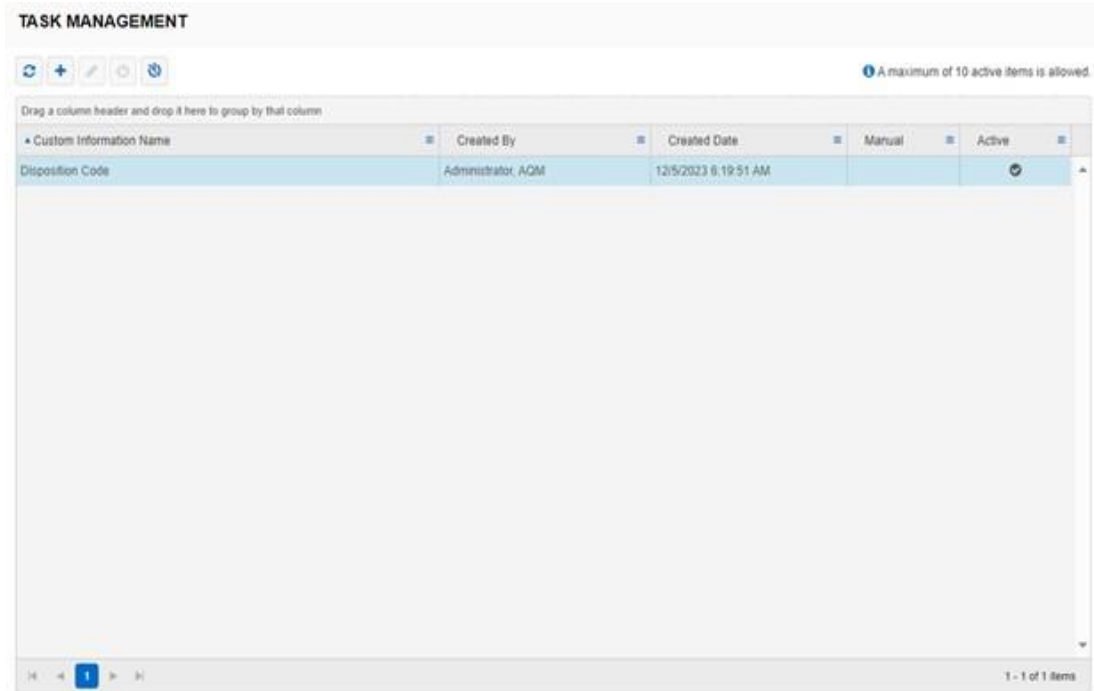 TASK MANAGEMENT
A maximum of 10 active items is allowed.
Drag a column header and drop it here to group by that column
Custom Information Name Created By Created Date Manual Active
Disposition Code Administrator, AQM 12/5/2023 6:19:51 AM
1 1 - 1 of 1 items